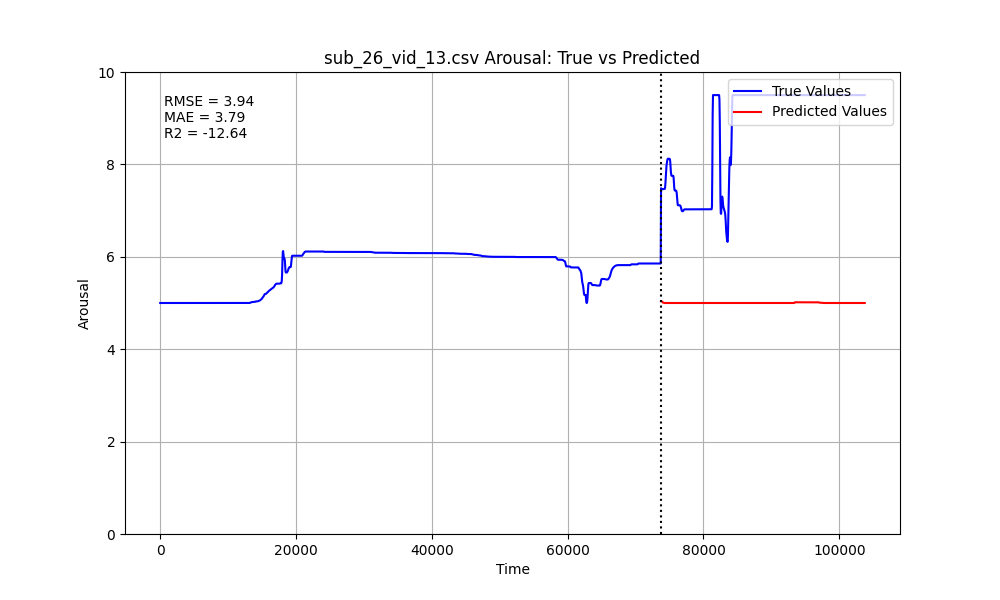 sub_26_vid_13.csv Arousal: True vs Predicted
RMSE = 3.94
MAE = 3.79
R2 = -12.64
True Values
Predicted Values
Arousal
10
8
6
4
2
0
0 20000 40000 60000 80000 100000
Time